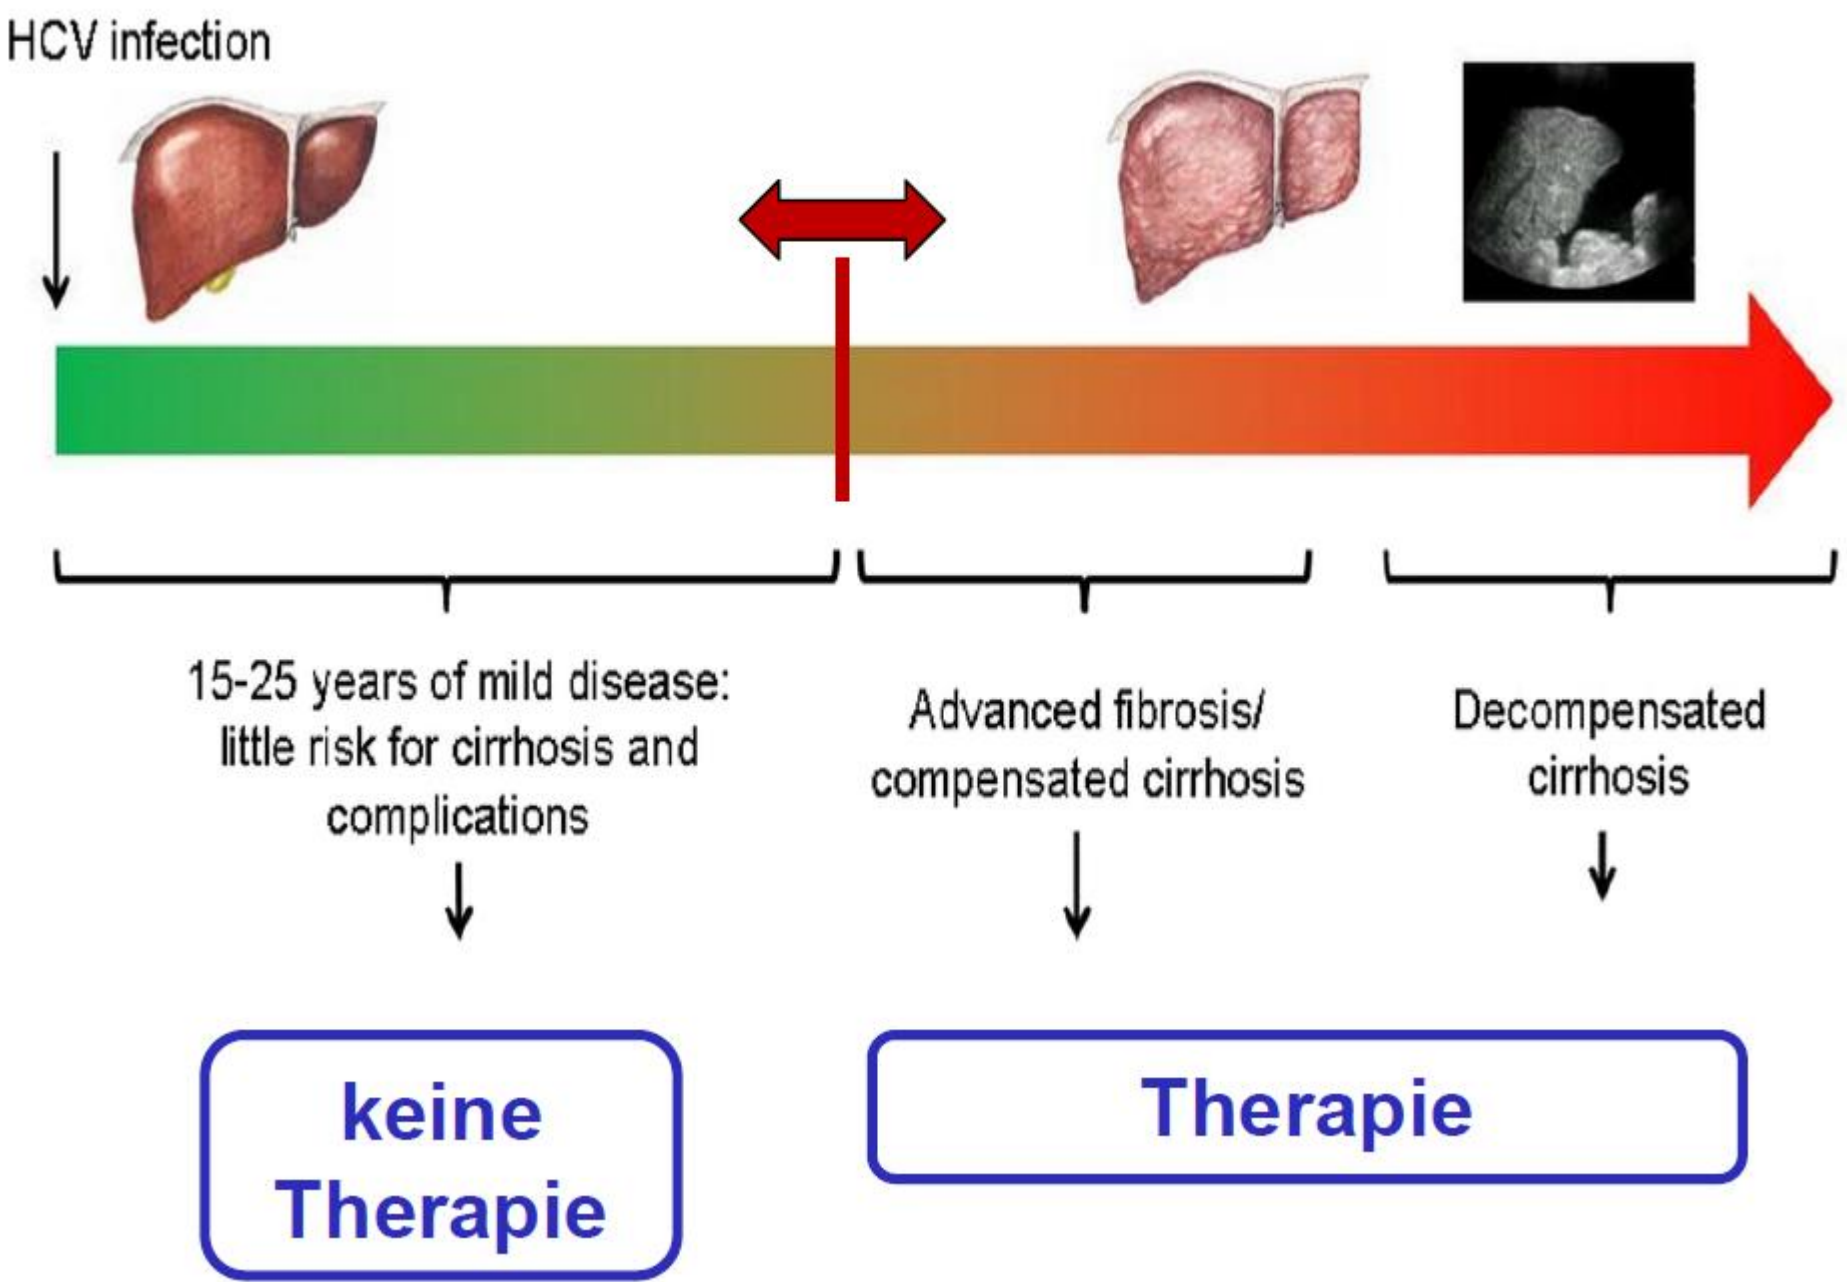 HCV infection
15-25 years of mild disease:
little risk for cirrhosis and
complications
Advanced fibrosis/
compensated cirrhosis
Decompensated
cirrhosis
keine
Therapie
Therapie